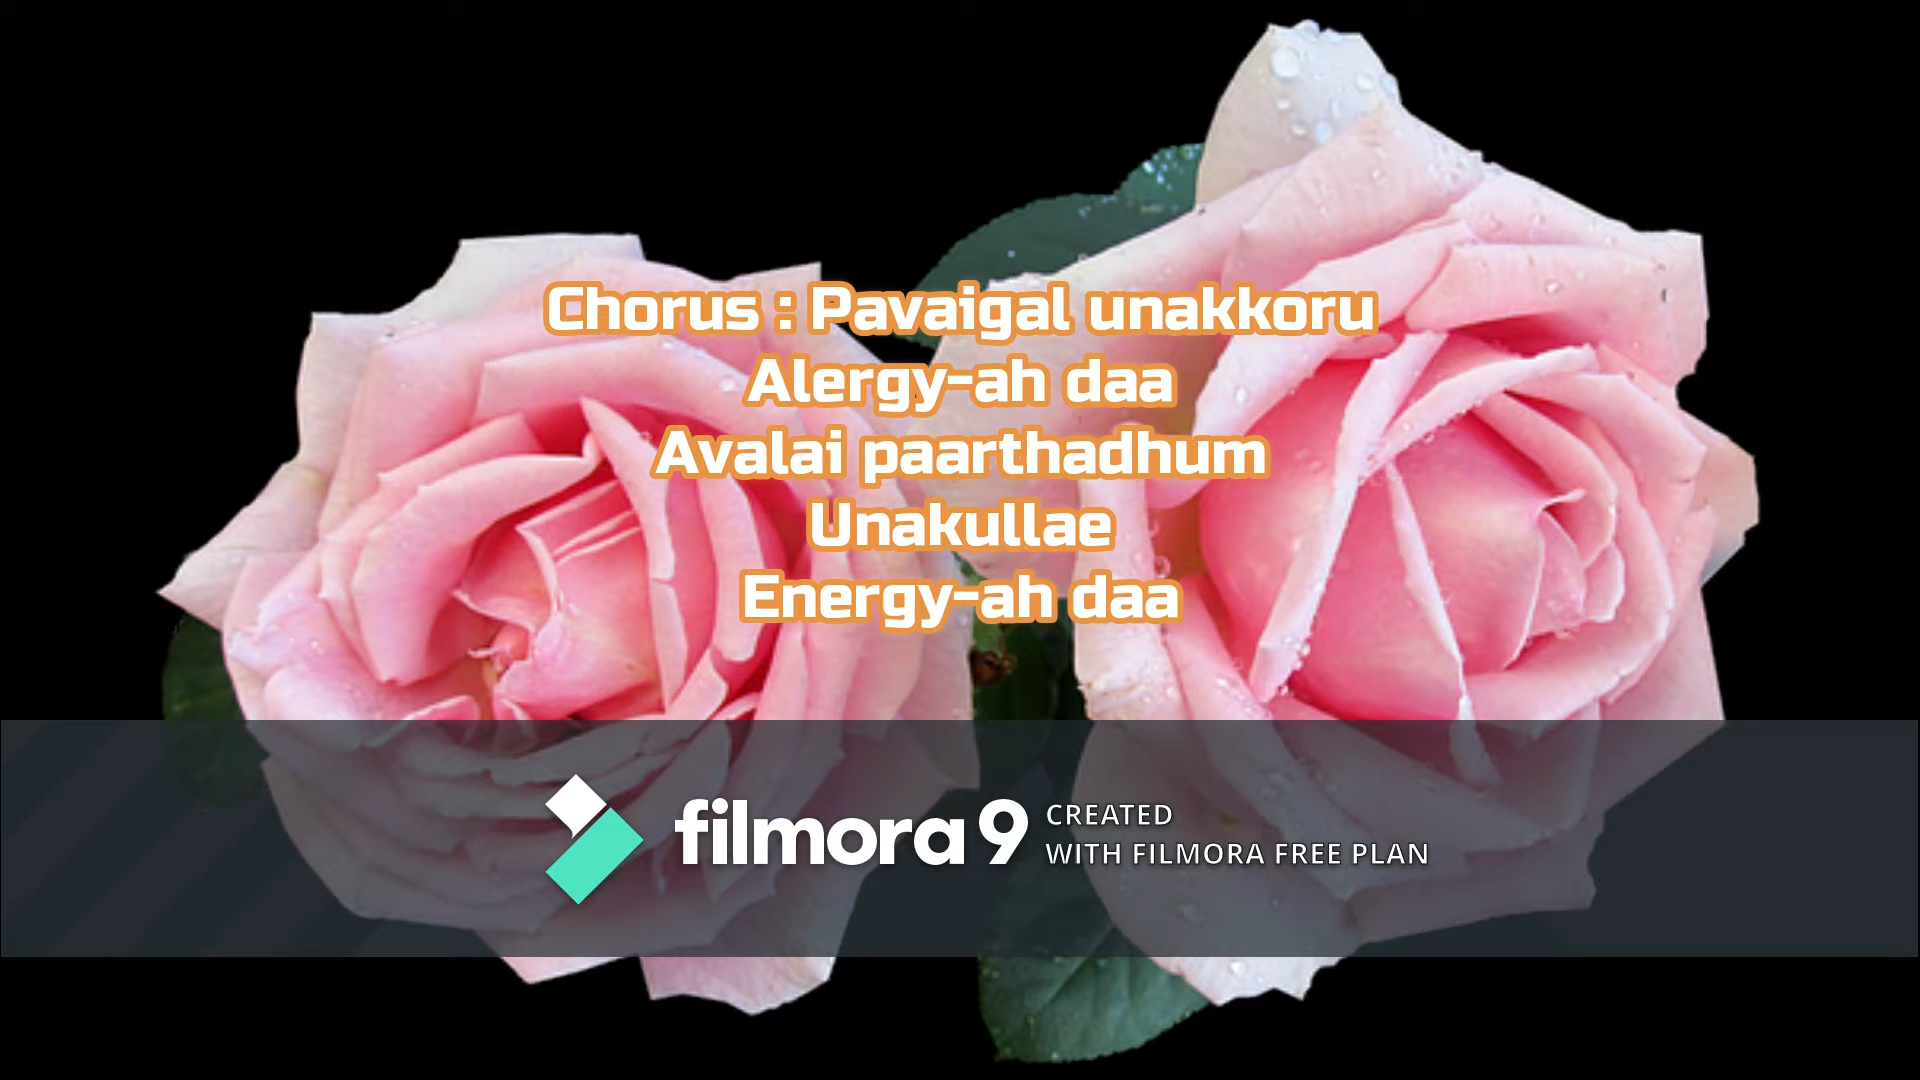 Chorus : Pavaigal unakkoru
Alergy-ah daa
Avalai paarthadhum
Unakullae
Energy-ah daa
filmora 9 CREATED
WITH FILMORA FREE PLAN